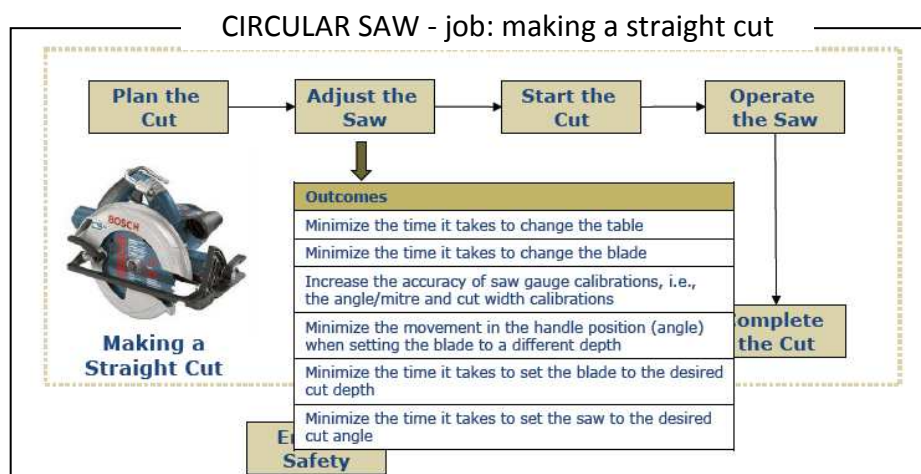 CIRCULAR SAW - job: making a straight cut
Plan the
Cut
Adjust the
Saw
Start the
Cut
Operate
the Saw
BOSCH
Making a
Straight Cut
Outcomes
Minimize the time it takes to change the table
Minimize the time it takes to change the blade
Increase the accuracy of saw gauge calibrations, i.e.,
the angle/mitre and cut width calibrations
Minimize the movement in the handle position (angle)
when setting the blade to a different depth
Minimize the time it takes to set the blade to the desired
cut depth
Minimize the time it takes to set the saw to the desired
cut angle
Complete
the Cut
Safety